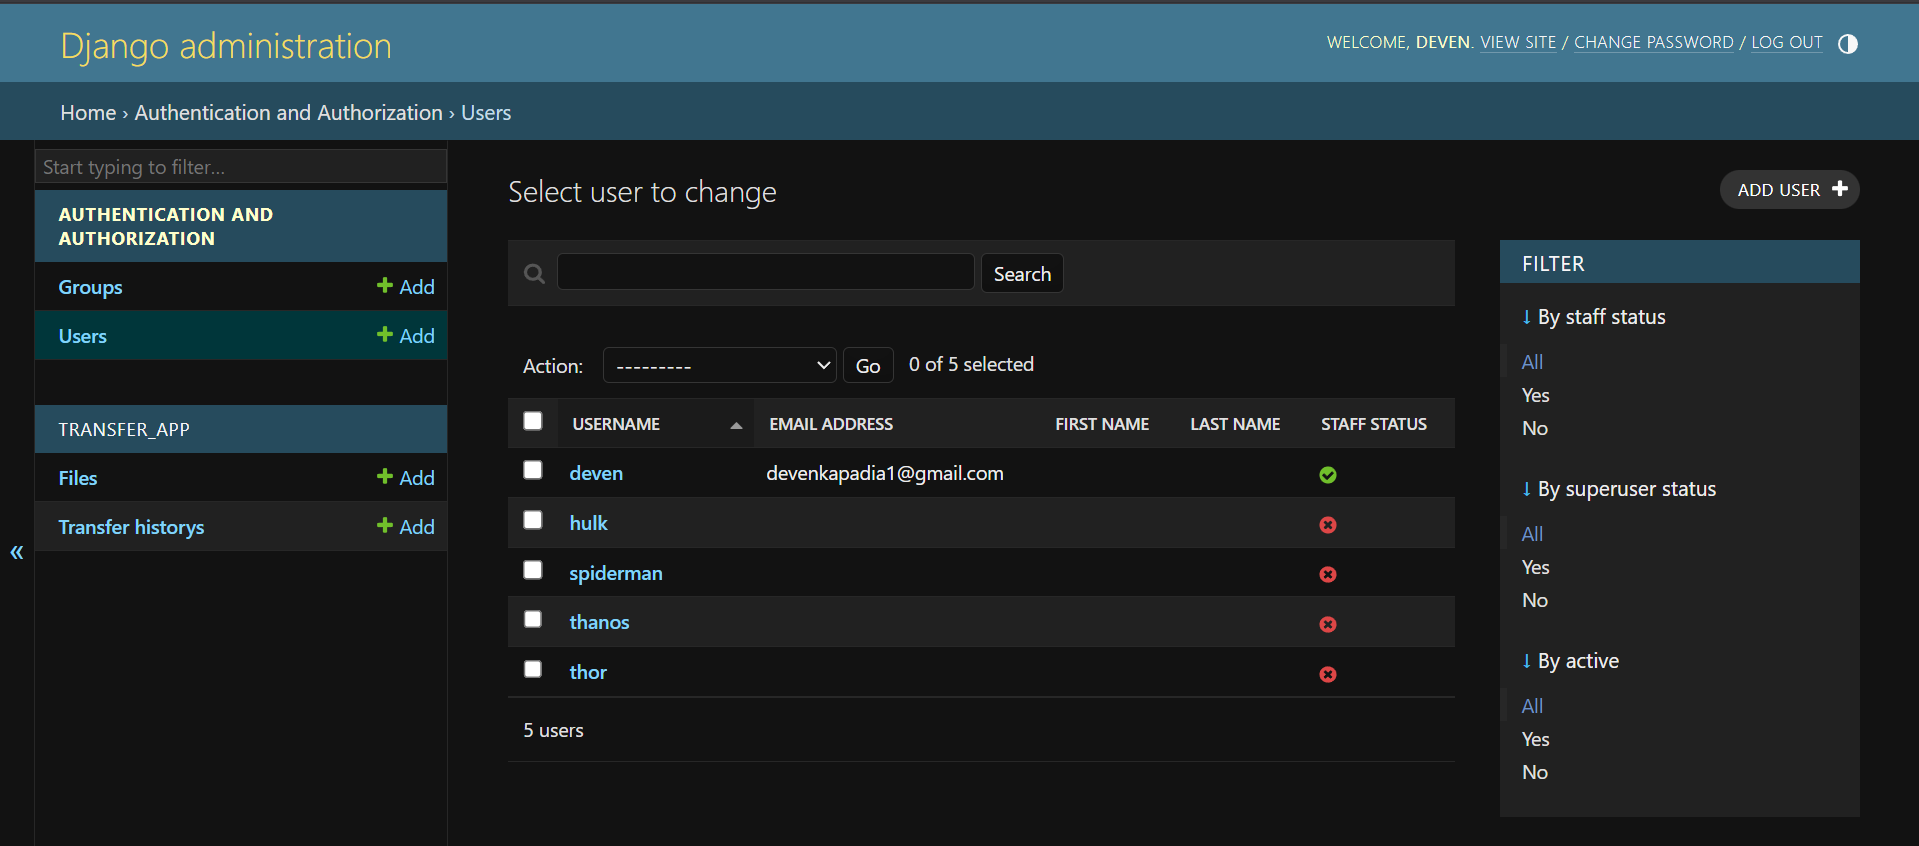 Django administration
WELCOME, DEVEN. VIEW SITE / CHANGE PASSWORD / LOG OUT
Home › Authentication and Authorization › Users
Start typing to filter...
AUTHENTICATION AND
AUTHORIZATION
Groups + Add
Users + Add
TRANSFER_APP
Files + Add
Transfer historys + Add
«
Select user to change
ADD USER +
Search
Action: --------- Go 0 of 5 selected
USERNAME EMAIL ADDRESS FIRST NAME LAST NAME STAFF STATUS
deven devenkapadia1@gmail.com
hulk
spiderman
thanos
thor
5 users
FILTER
↓ By staff status
All
Yes
No
↓ By superuser status
All
Yes
No
↓ By active
All
Yes
No